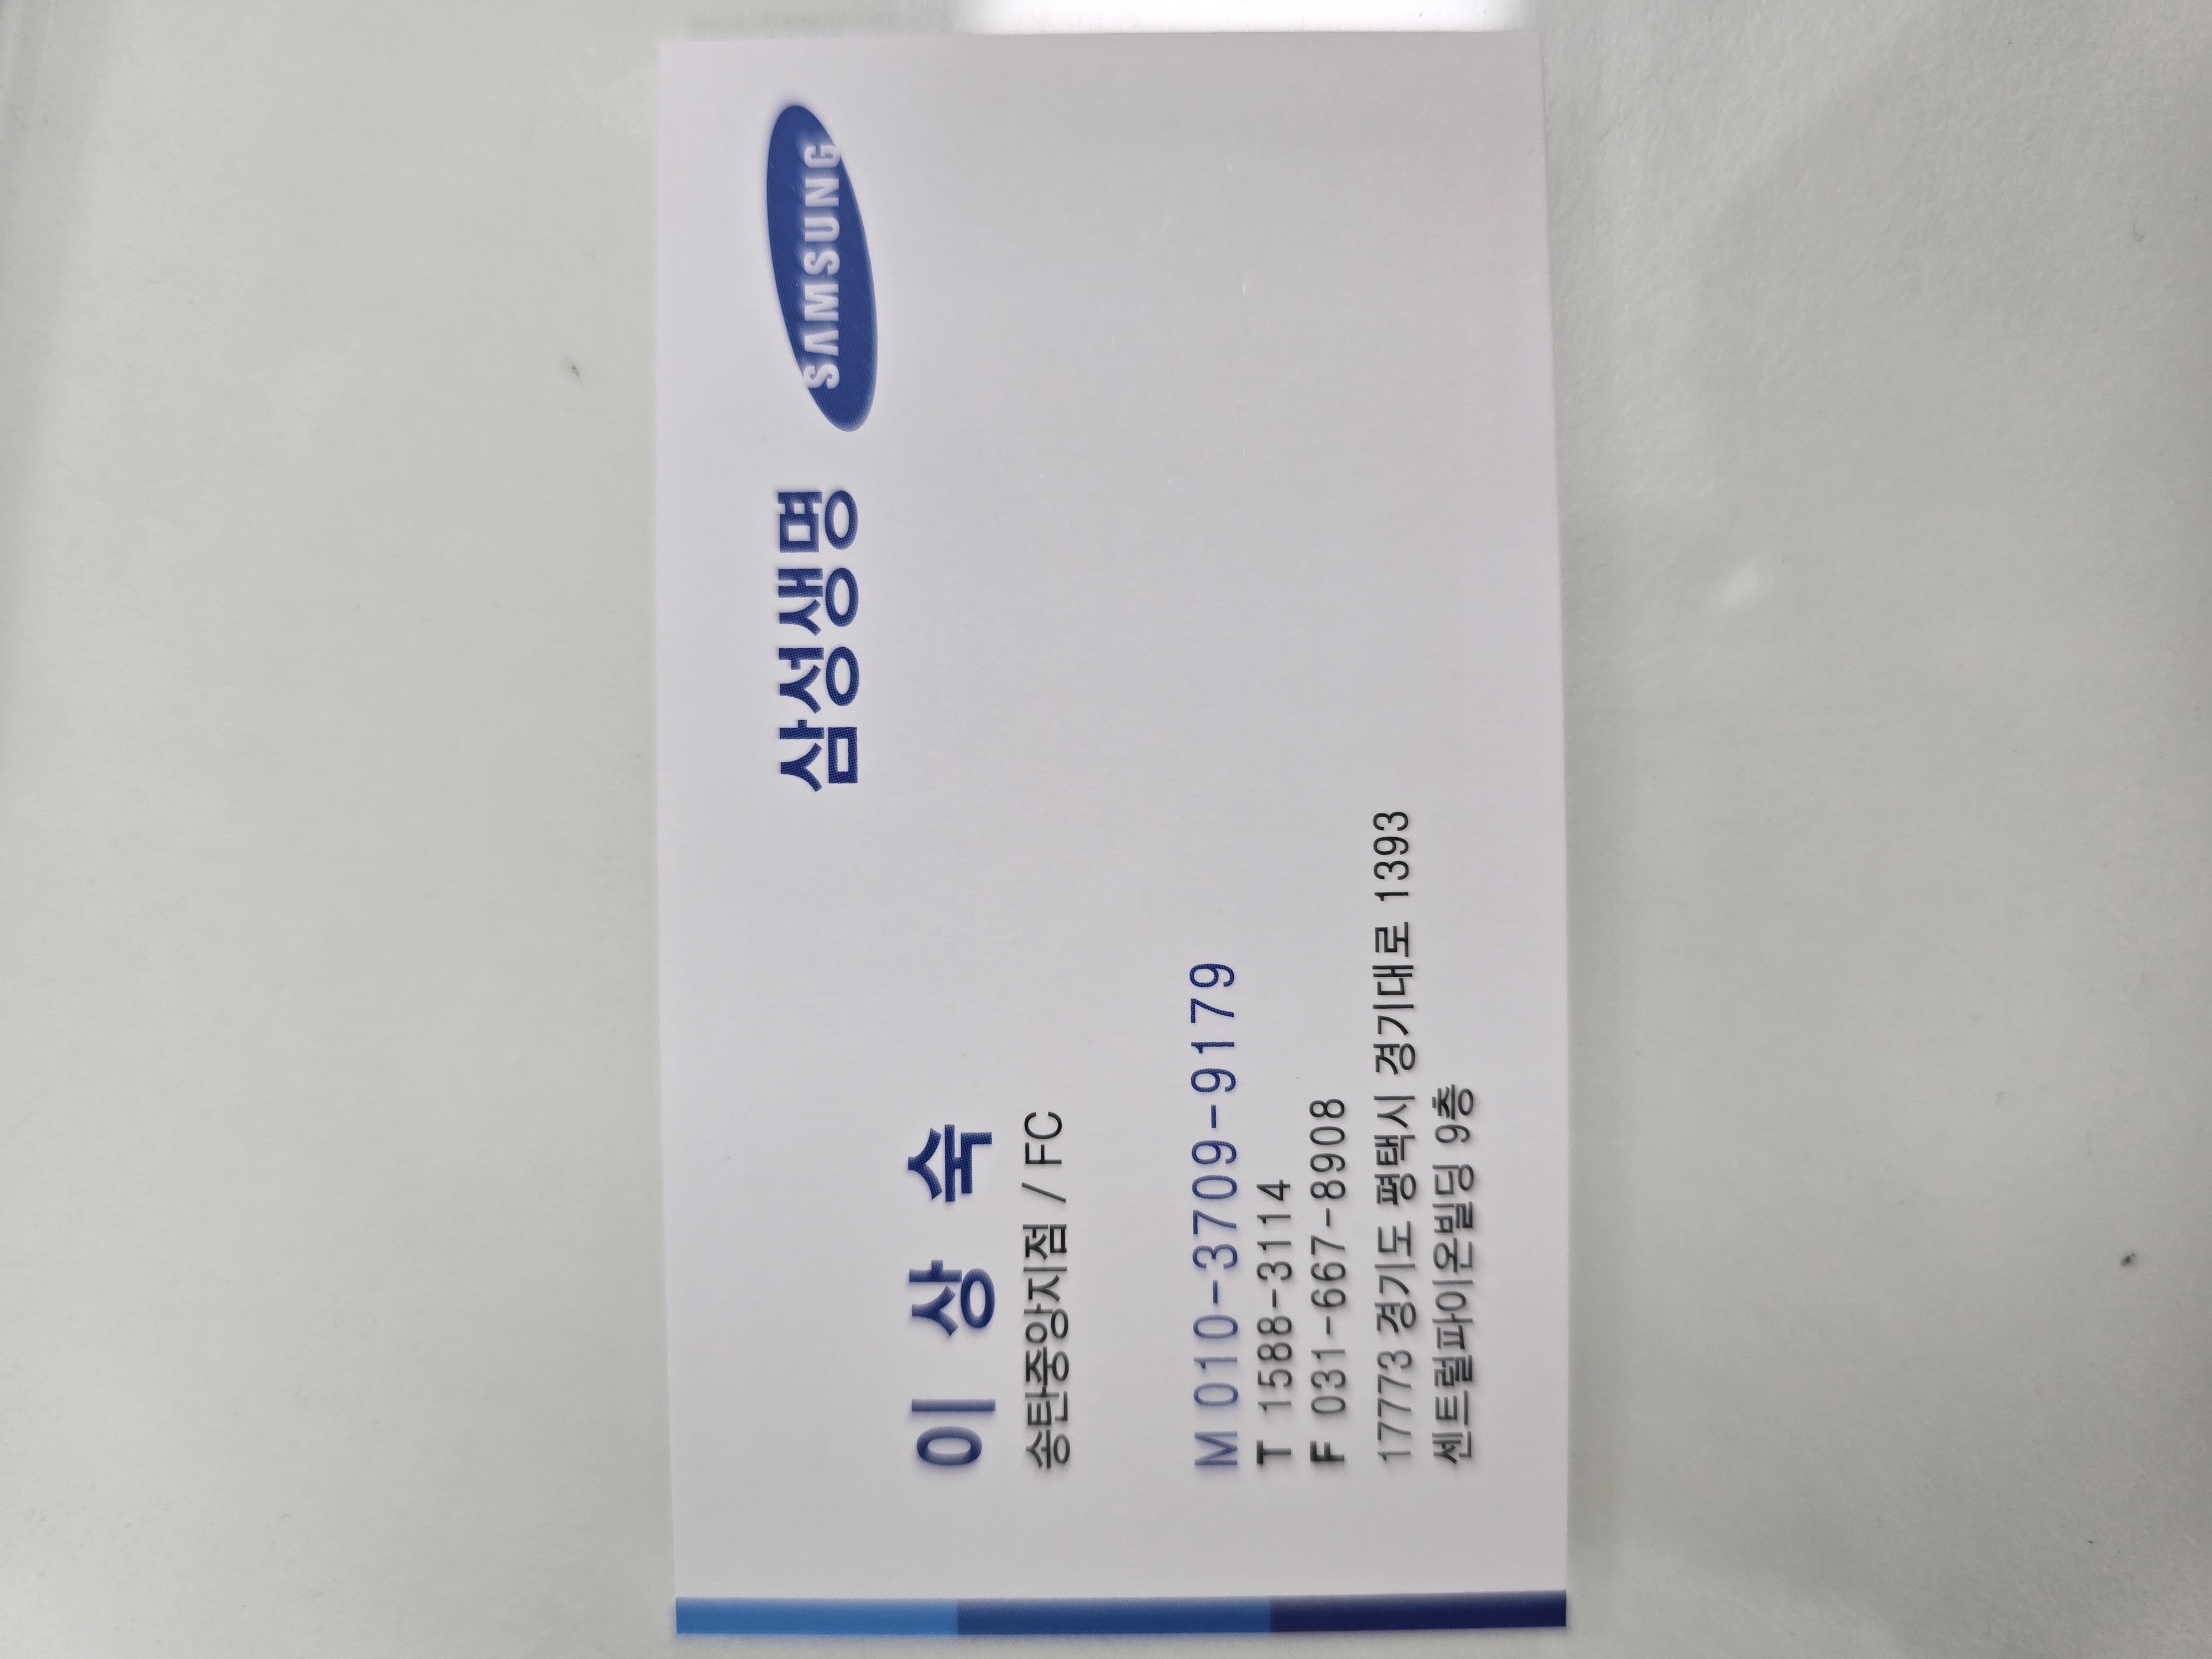 삼성생명 SAMSUNG
이상숙
송탄중앙지점 / FC
M 010-3709-9179
T 1588-3114
F 031-667-8908
17773 경기도 평택시 경기대로 1393
센트럴파이온빌딩 9층